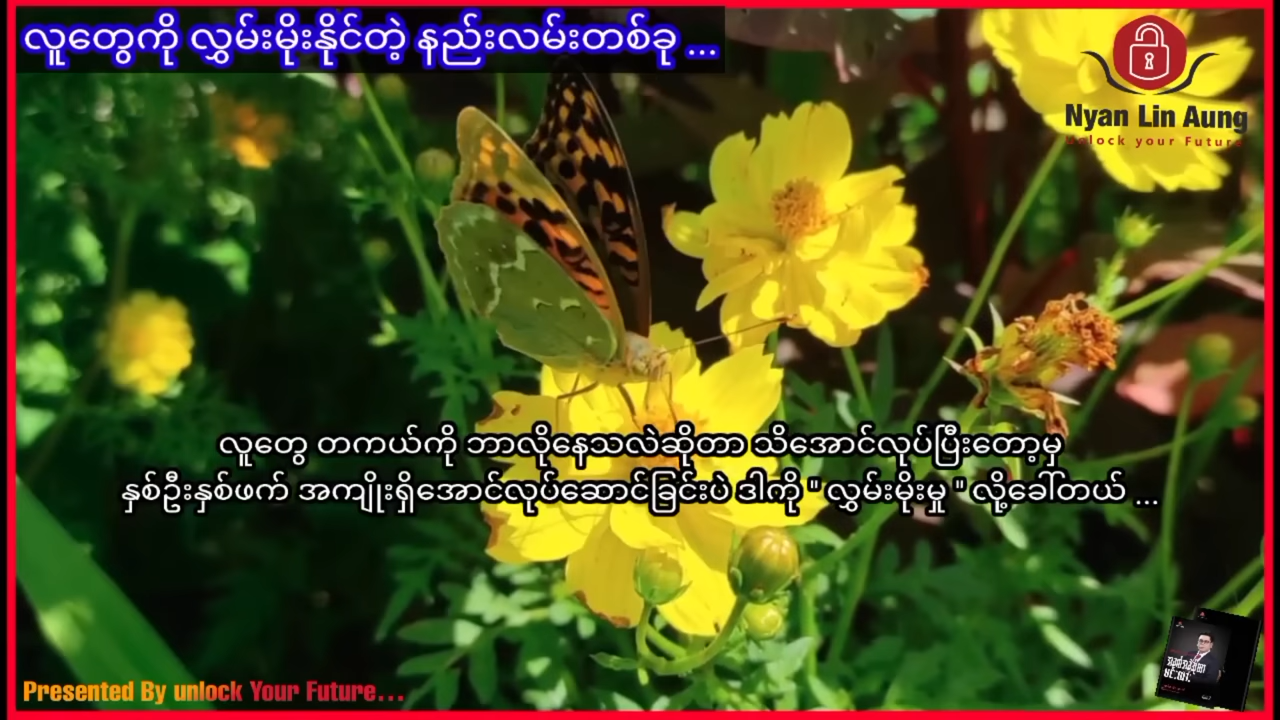 လူတွေကို လွှမ်းမိုးနိုင်တဲ့ နည်းလမ်းတစ်ခု ...
Nyan Lin Aung
unlock your Future
လူတွေ တကယ်ကို ဘာလိုနေသလဲဆိုတာ သိအောင်လုပ်ပြီးတော့မှ
နှစ်ဦးနှစ်ဖက် အကျိုးရှိအောင်လုပ်ဆောင်ခြင်းပဲ ဒါကို " လွှမ်းမိုးမှု " လို့ခေါ်တယ် ...
Presented By unlock Your Future...